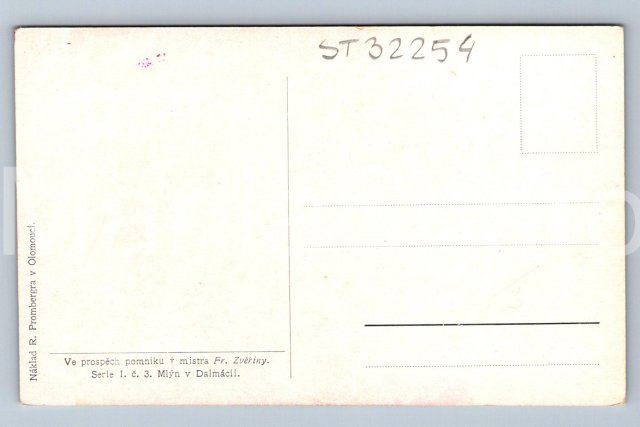 ST32254
Náklad R. Prombergra v Olomouci.
Ve prospěch pomníku † mistra Fr. Zvěřiny.
Serie I. č. 3. Mlýn v Dalmácii.